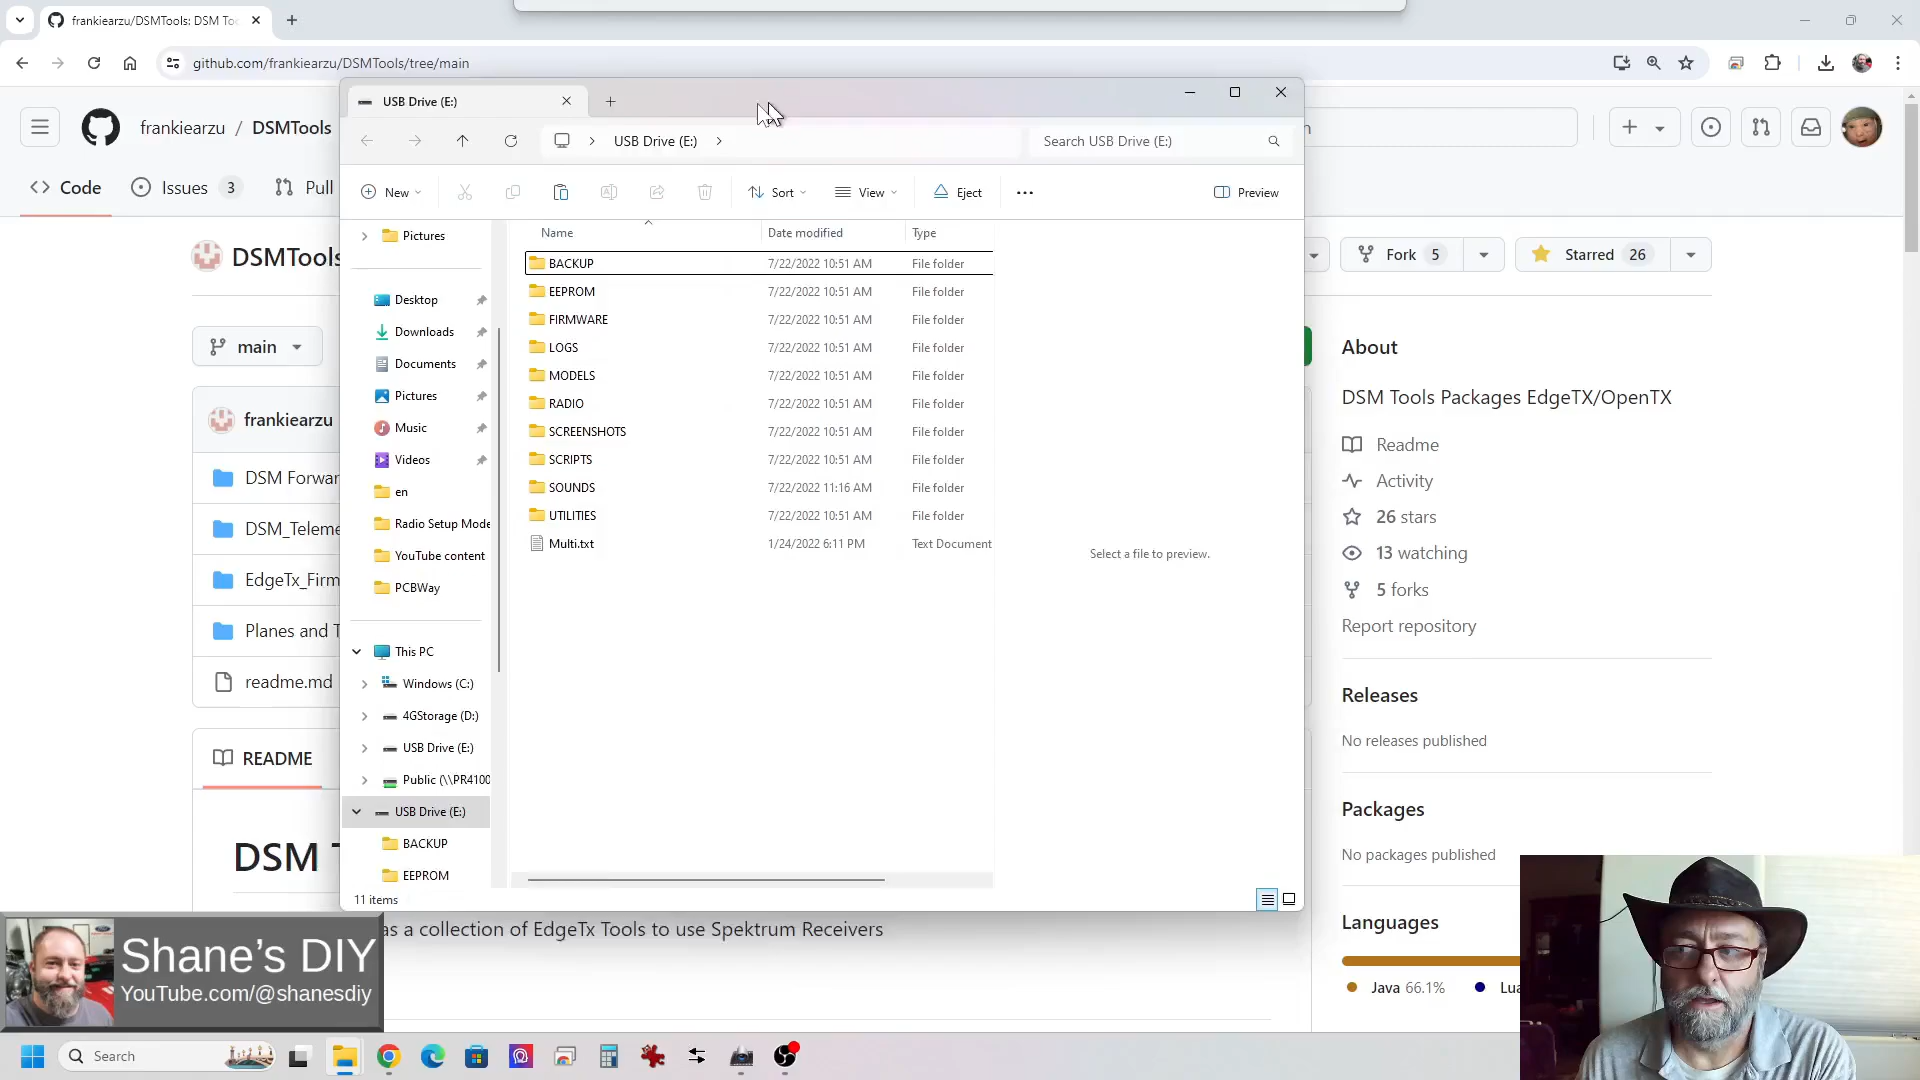 frankiearzu/DSMTools: DSM To
github.com/frankiearzu/DSMTools/tree/main
frankiearzu / DSMTools
Code
Issues 3
Pull
DSMTools
Fork 5
Starred 26
main
frankiearzu
DSM Forwar
DSM_Teleme
EdgeTx_Firm
Planes and T
readme.md
README
DSM T
as a collection of EdgeTx Tools to use Spektrum Receivers
About
DSM Tools Packages EdgeTX/OpenTX
Readme
Activity
26 stars
13 watching
5 forks
Report repository
Releases
No releases published
Packages
No packages published
Languages
Java 66.1%
Lua
USB Drive (E:)
USB Drive (E:)
Search USB Drive (E:)
New
Sort
View
Eject
Preview
Pictures
Desktop
Downloads
Documents
Pictures
Music
Videos
en
Radio Setup Mode
YouTube content
PCBWay
This PC
Windows (C:)
4GStorage (D:)
USB Drive (E:)
Public (\\PR4100
USB Drive (E:)
BACKUP
EEPROM
Name Date modified Type
BACKUP 7/22/2022 10:51 AM File folder
EEPROM 7/22/2022 10:51 AM File folder
FIRMWARE 7/22/2022 10:51 AM File folder
LOGS 7/22/2022 10:51 AM File folder
MODELS 7/22/2022 10:51 AM File folder
RADIO 7/22/2022 10:51 AM File folder
SCREENSHOTS 7/22/2022 10:51 AM File folder
SCRIPTS 7/22/2022 10:51 AM File folder
SOUNDS 7/22/2022 11:16 AM File folder
UTILITIES 7/22/2022 10:51 AM File folder
Multi.txt 1/24/2022 6:11 PM Text Document
Select a file to preview.
11 items
Shane's DIY
YouTube.com/@shanesdiy
Search